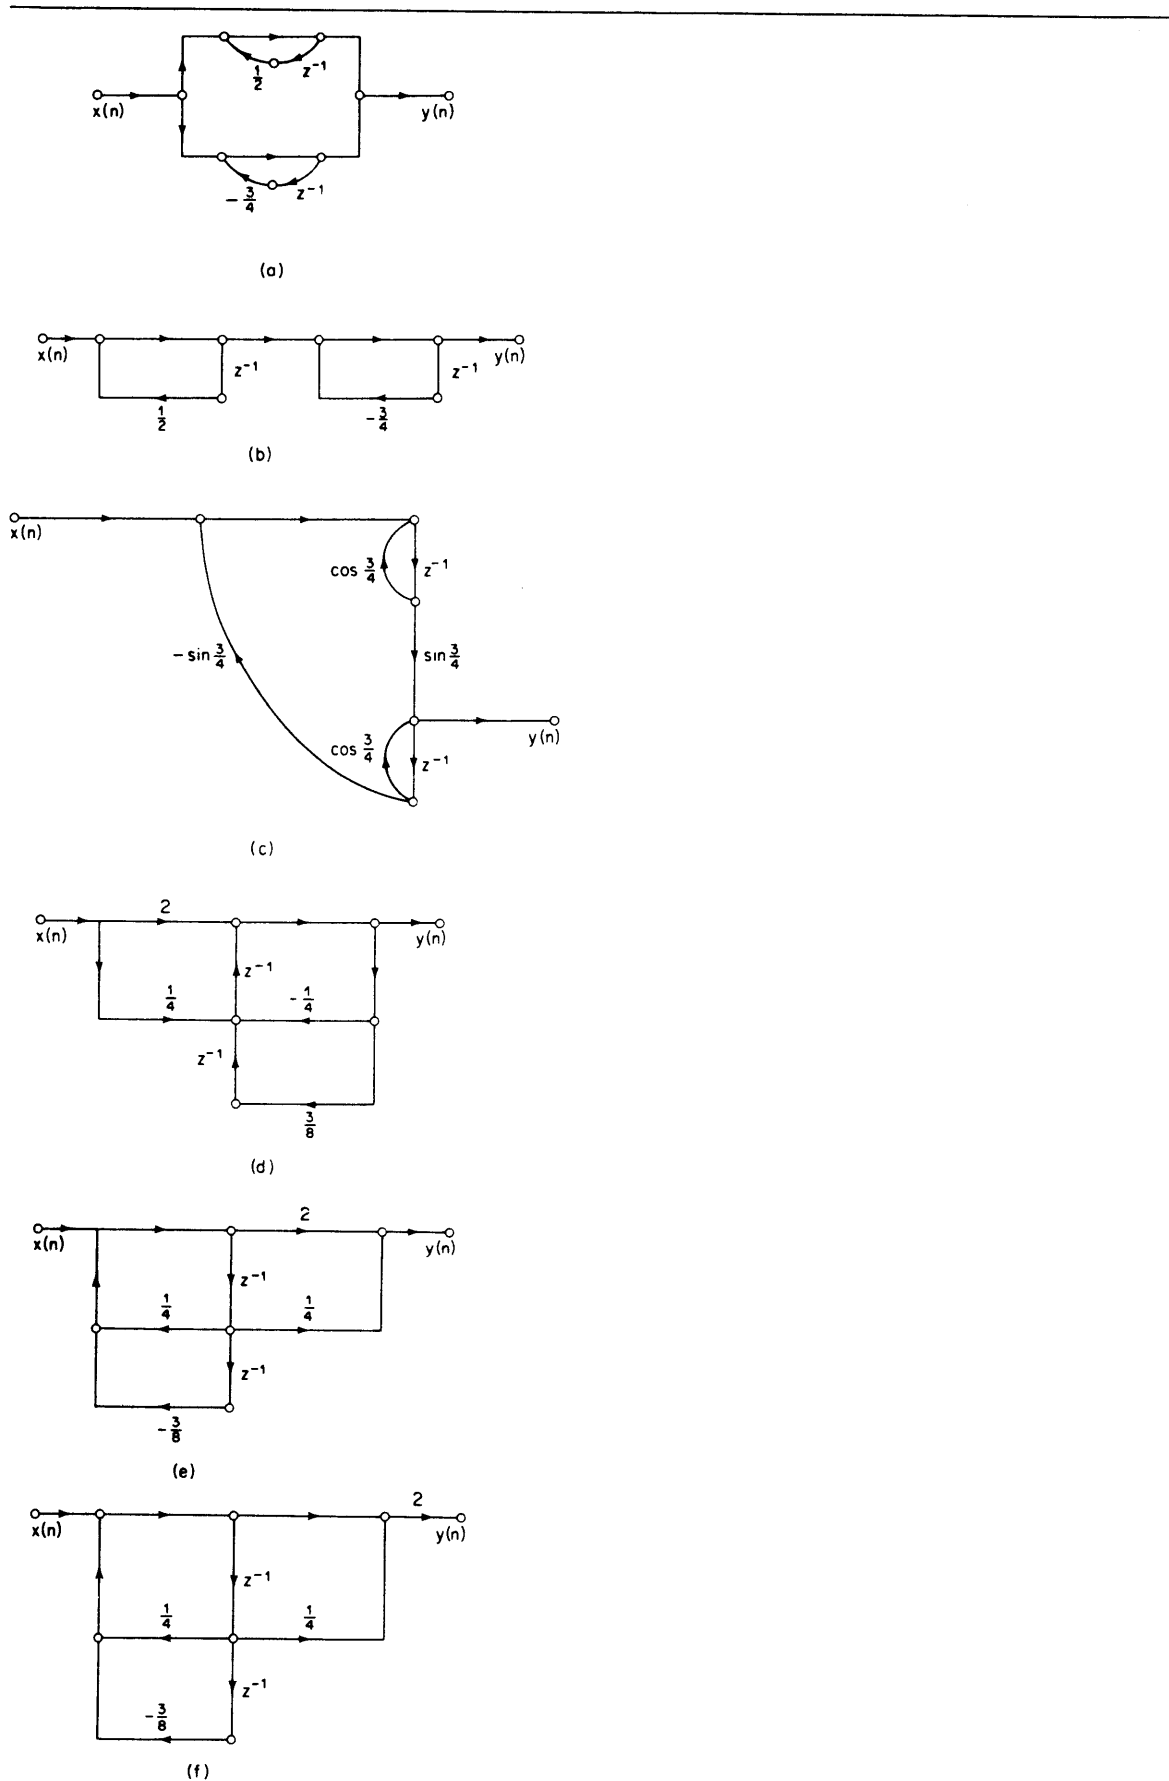 1/2 z⁻¹
x(n) y(n)
-3/4 z⁻¹
(a)
x(n) z⁻¹ z⁻¹ y(n)
1/2 -3/4
(b)
x(n)
cos 3/4 z⁻¹
-sin 3/4 sin 3/4
y(n)
cos 3/4 z⁻¹
(c)
2
x(n) y(n)
z⁻¹
1/4 -1/4
z⁻¹
3/8
(d)
2
x(n) y(n)
z⁻¹
1/4 1/4
z⁻¹
-3/8
(e)
2
x(n) y(n)
z⁻¹
1/4 1/4
z⁻¹
-3/8
(f)